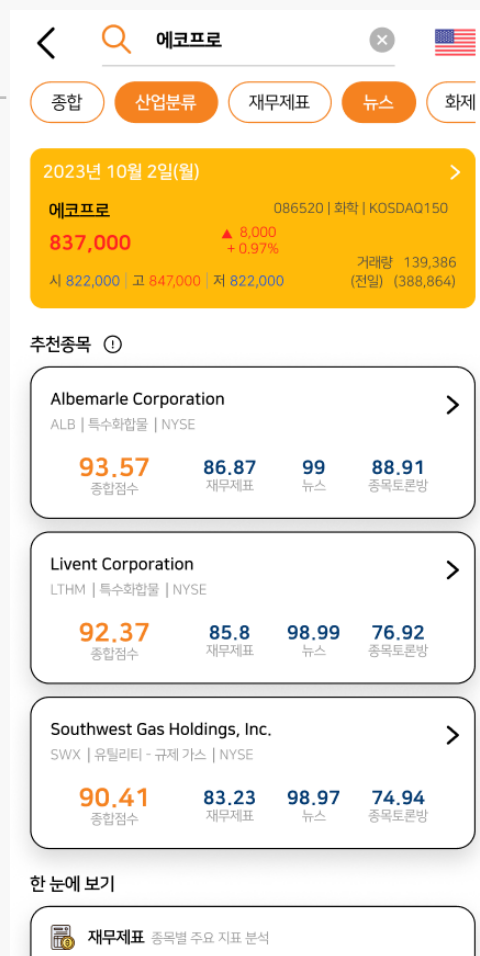 에코프로
종합 산업분류 재무제표 뉴스 화제
2023년 10월 2일(월)
에코프로 086520 | 화학 | KOSDAQ150
837,000 ▲ 8,000
+ 0.97%
거래량 139,386
시 822,000 | 고 847,000 | 저 822,000 (전일) (388,864)
추천종목
Albemarle Corporation
ALB | 특수화합물 | NYSE
93.57 86.87 99 88.91
종합점수 재무제표 뉴스 종목토론방
Livent Corporation
LTHM | 특수화합물 | NYSE
92.37 85.8 98.99 76.92
종합점수 재무제표 뉴스 종목토론방
Southwest Gas Holdings, Inc.
SWX | 유틸리티 - 규제 가스 | NYSE
90.41 83.23 98.97 74.94
종합점수 재무제표 뉴스 종목토론방
한 눈에 보기
재무제표 종목별 주요 지표 분석